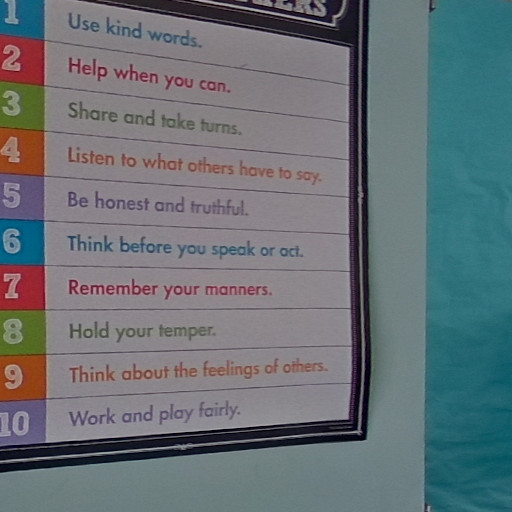 1 Use kind words.
2 Help when you can.
3 Share and take turns.
4 Listen to what others have to say.
5 Be honest and truthful.
6 Think before you speak or act.
7 Remember your manners.
8 Hold your temper.
9 Think about the feelings of others.
10 Work and play fairly.